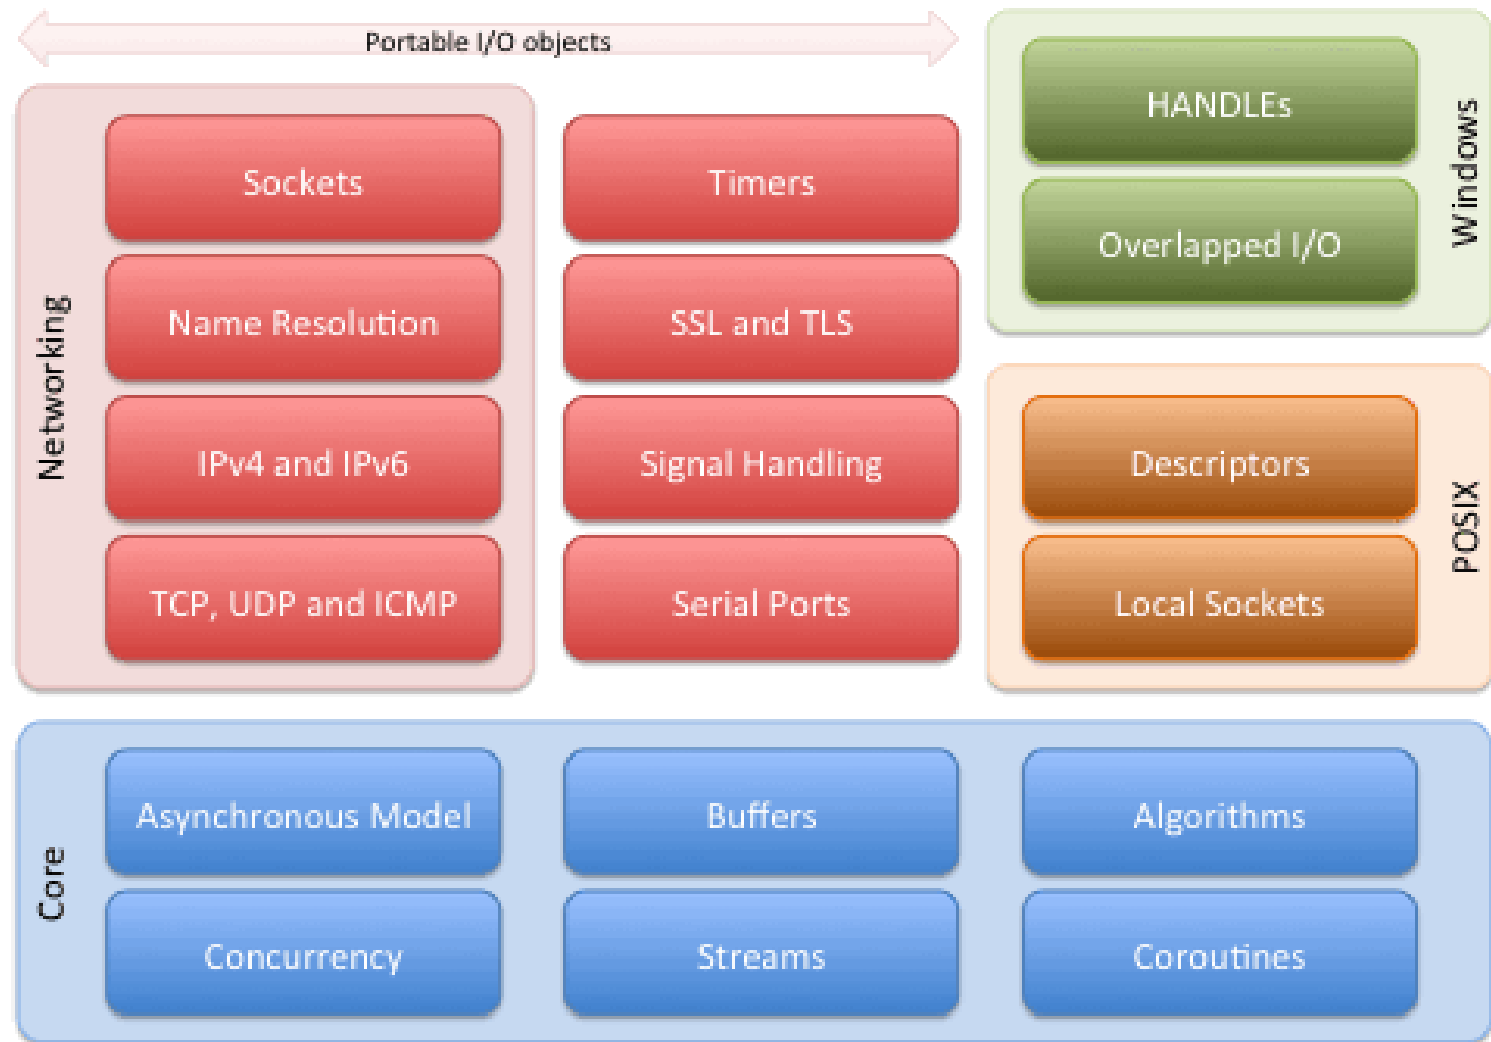 Portable I/O objects
Networking
Sockets
Name Resolution
IPv4 and IPv6
TCP, UDP and ICMP
Timers
SSL and TLS
Signal Handling
Serial Ports
Windows
HANDLEs
Overlapped I/O
POSIX
Descriptors
Local Sockets
Core
Asynchronous Model
Buffers
Algorithms
Concurrency
Streams
Coroutines